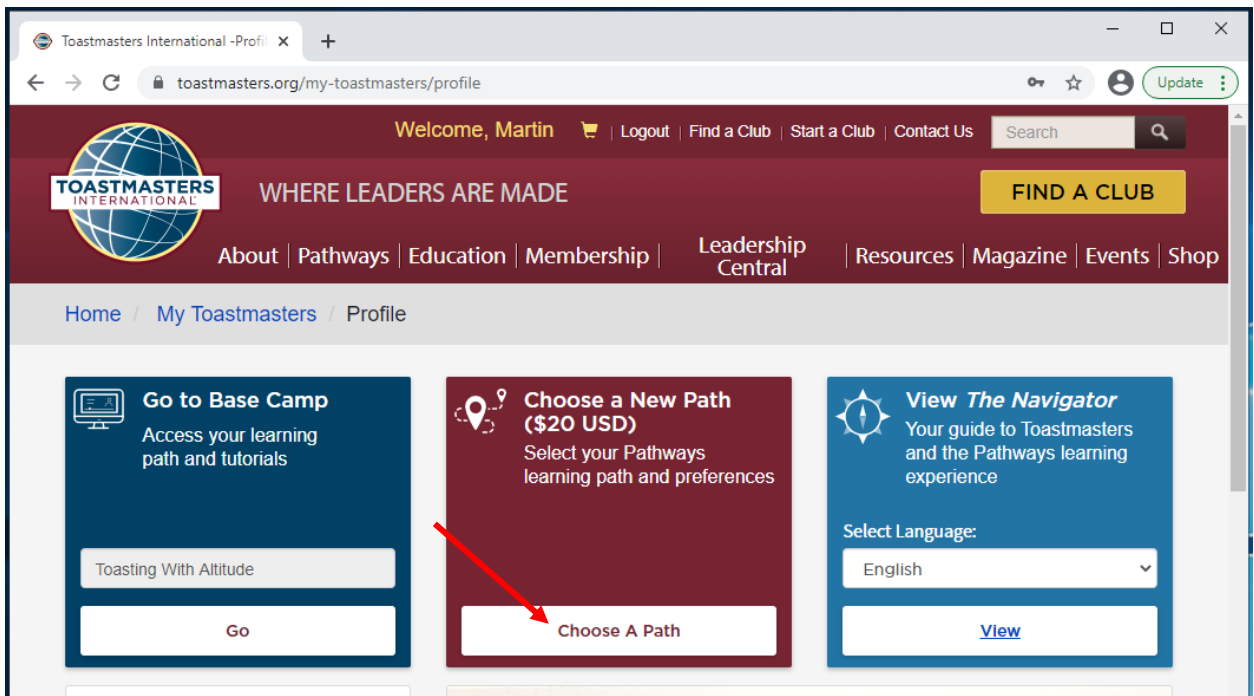 Toastmasters International -Profil
toastmasters.org/my-toastmasters/profile
Update
Welcome, Martin | Logout | Find a Club | Start a Club | Contact Us
Search
TOASTMASTERS
INTERNATIONAL
WHERE LEADERS ARE MADE
FIND A CLUB
About | Pathways | Education | Membership | Leadership Central | Resources | Magazine | Events | Shop
Home / My Toastmasters / Profile
Go to Base Camp
Access your learning
path and tutorials
Toasting With Altitude
Go
Choose a New Path
($20 USD)
Select your Pathways
learning path and preferences
Choose A Path
View The Navigator
Your guide to Toastmasters
and the Pathways learning
experience
Select Language:
English
View